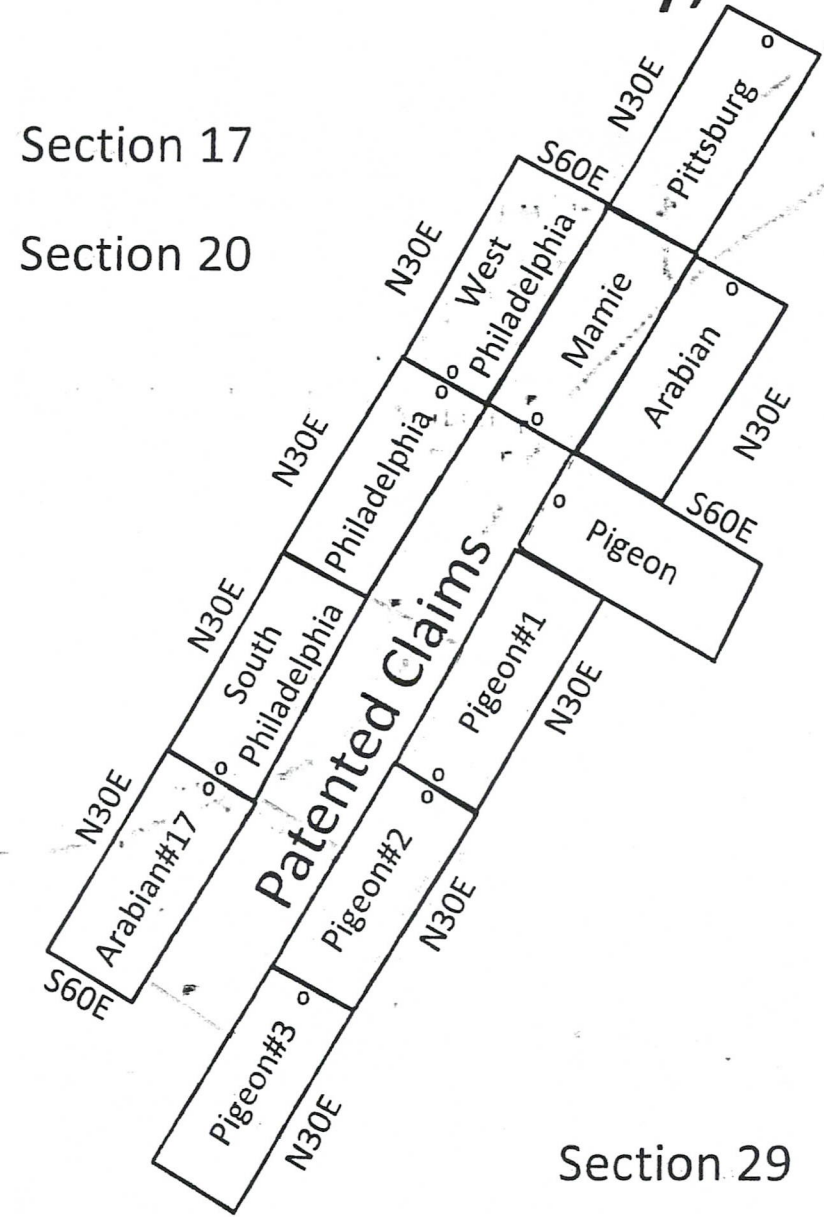 Section 17
Section 20
N30E
Pittsburg
S60E
N30E
West
Philadelphia
Mamie
Arabian
N30E
N30E
Philadelphia
S60E
Pigeon
N30E
South
Philadelphia
Patented Claims
Pigeon#1
N30E
N30E
Arabian#17
S60E
Pigeon#2
N30E
Pigeon#3
N30E
Section 29